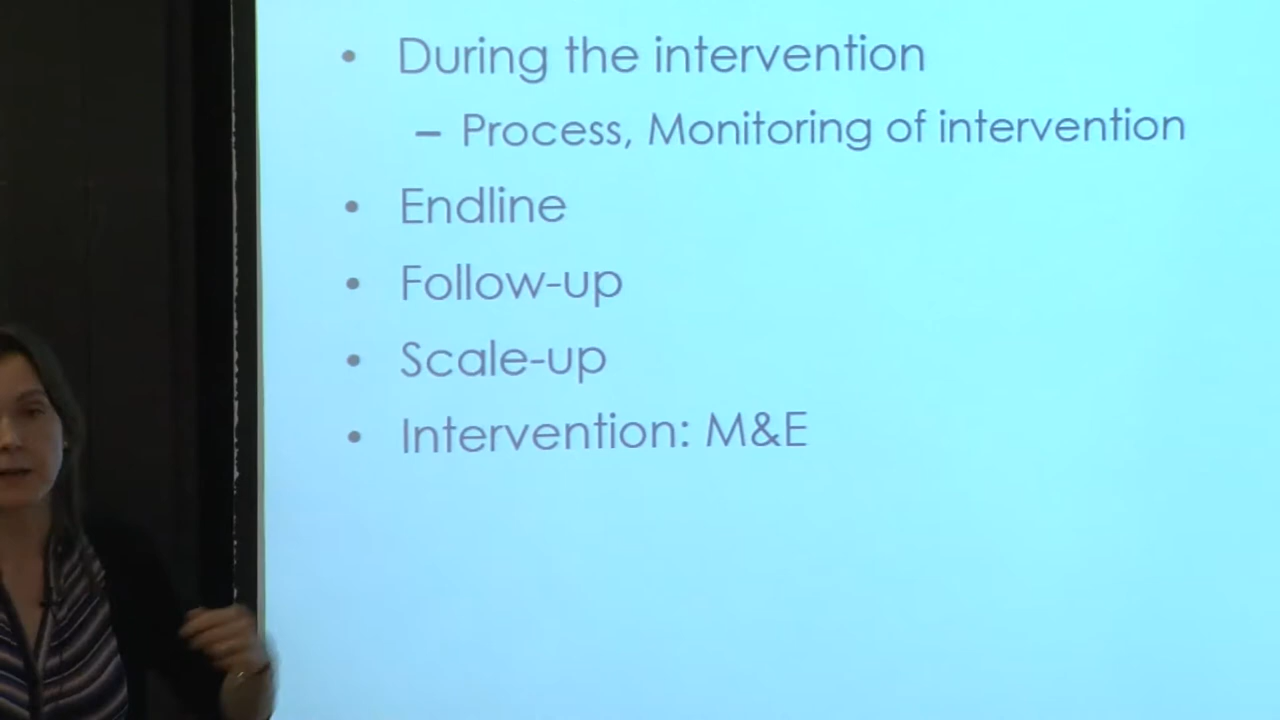 • During the intervention
– Process, Monitoring of intervention
• Endline
• Follow-up
• Scale-up
• Intervention: M&E